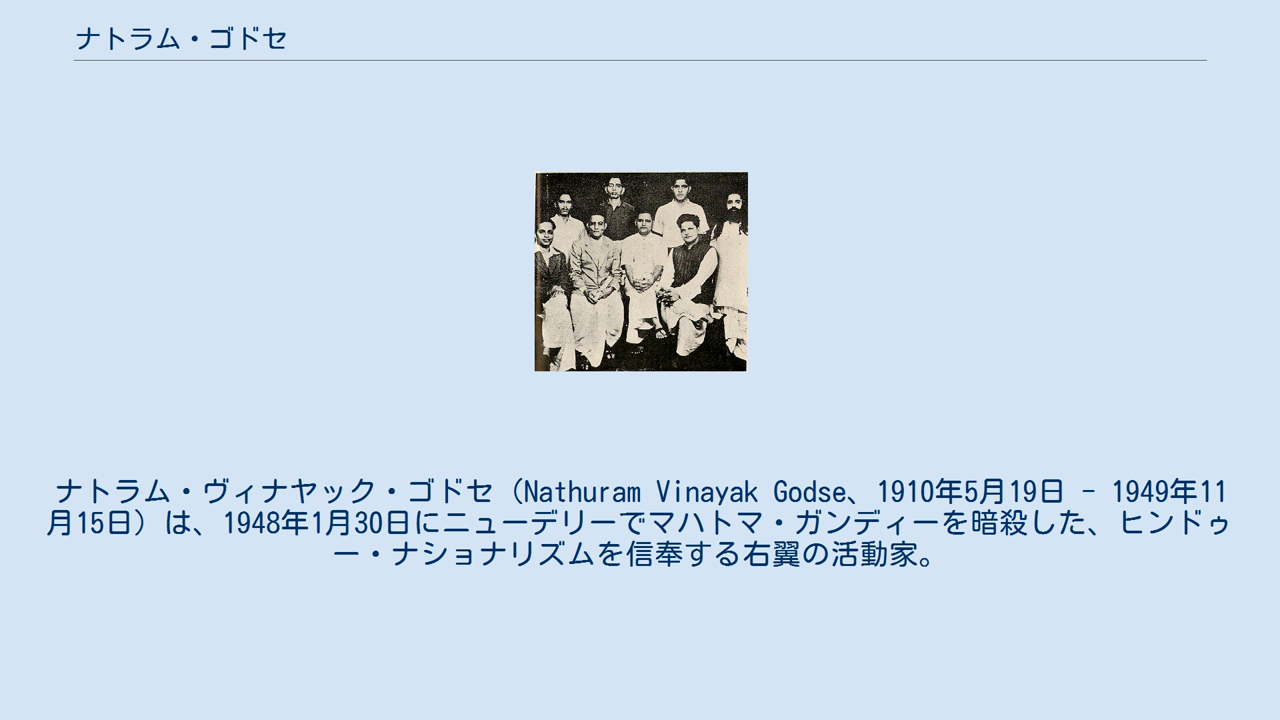 ナトラム・ゴドセ
ナトラム・ヴィナヤック・ゴドセ（Nathuram Vinayak Godse、1910年5月19日 - 1949年11
月15日）は、1948年1月30日にニューデリーでマハトマ・ガンディーを暗殺した、ヒンドゥ
ー・ナショナリズムを信奉する右翼の活動家。